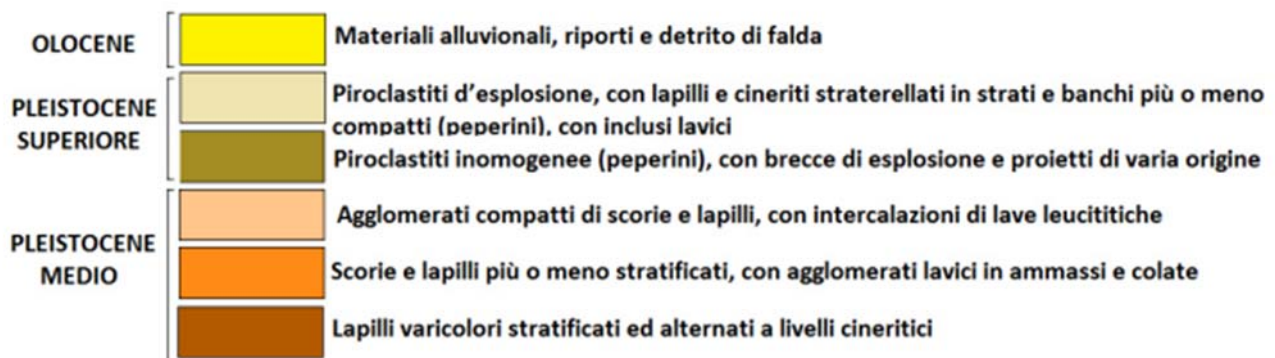 OLOCENE
Materiali alluvionali, riporti e detrito di falda
PLEISTOCENE
SUPERIORE
Piroclastiti d'esplosione, con lapilli e cineriti straterellati in strati e banchi più o meno
compatti (peperini), con inclusi lavici
Piroclastiti inomogenee (peperini), con brecce di esplosione e proietti di varia origine
PLEISTOCENE
MEDIO
Agglomerati compatti di scorie e lapilli, con intercalazioni di lave leucititiche
Scorie e lapilli più o meno stratificati, con agglomerati lavici in ammassi e colate
Lapilli varicolori stratificati ed alternati a livelli cineritici